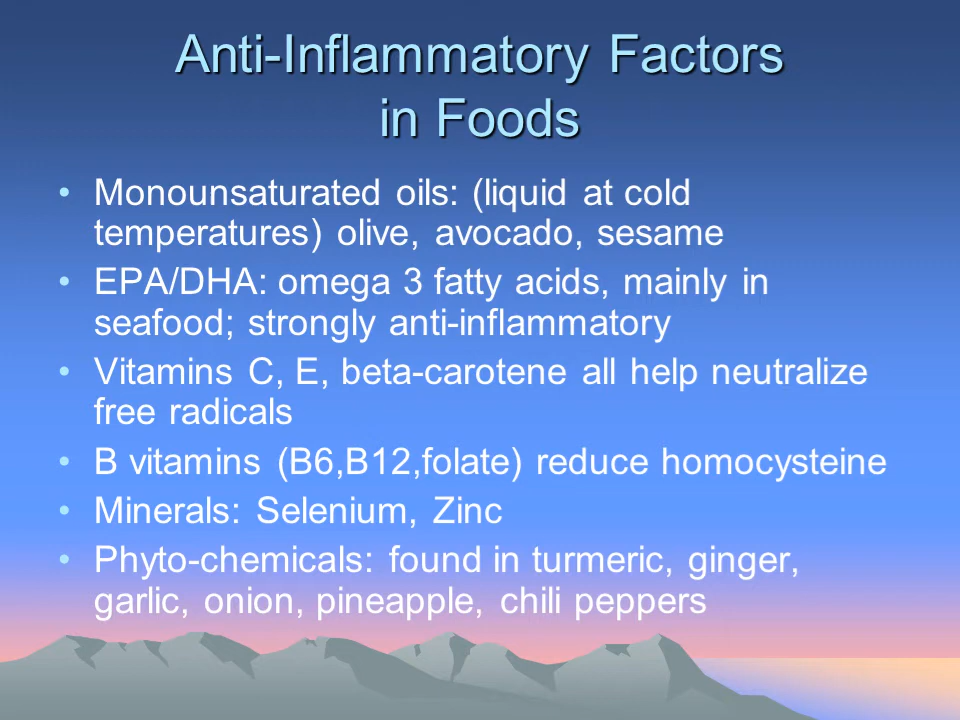 Anti-Inflammatory Factors
in Foods
• Monounsaturated oils: (liquid at cold
temperatures) olive, avocado, sesame
• EPA/DHA: omega 3 fatty acids, mainly in
seafood; strongly anti-inflammatory
• Vitamins C, E, beta-carotene all help neutralize
free radicals
• B vitamins (B6,B12,folate) reduce homocysteine
• Minerals: Selenium, Zinc
• Phyto-chemicals: found in turmeric, ginger,
garlic, onion, pineapple, chili peppers